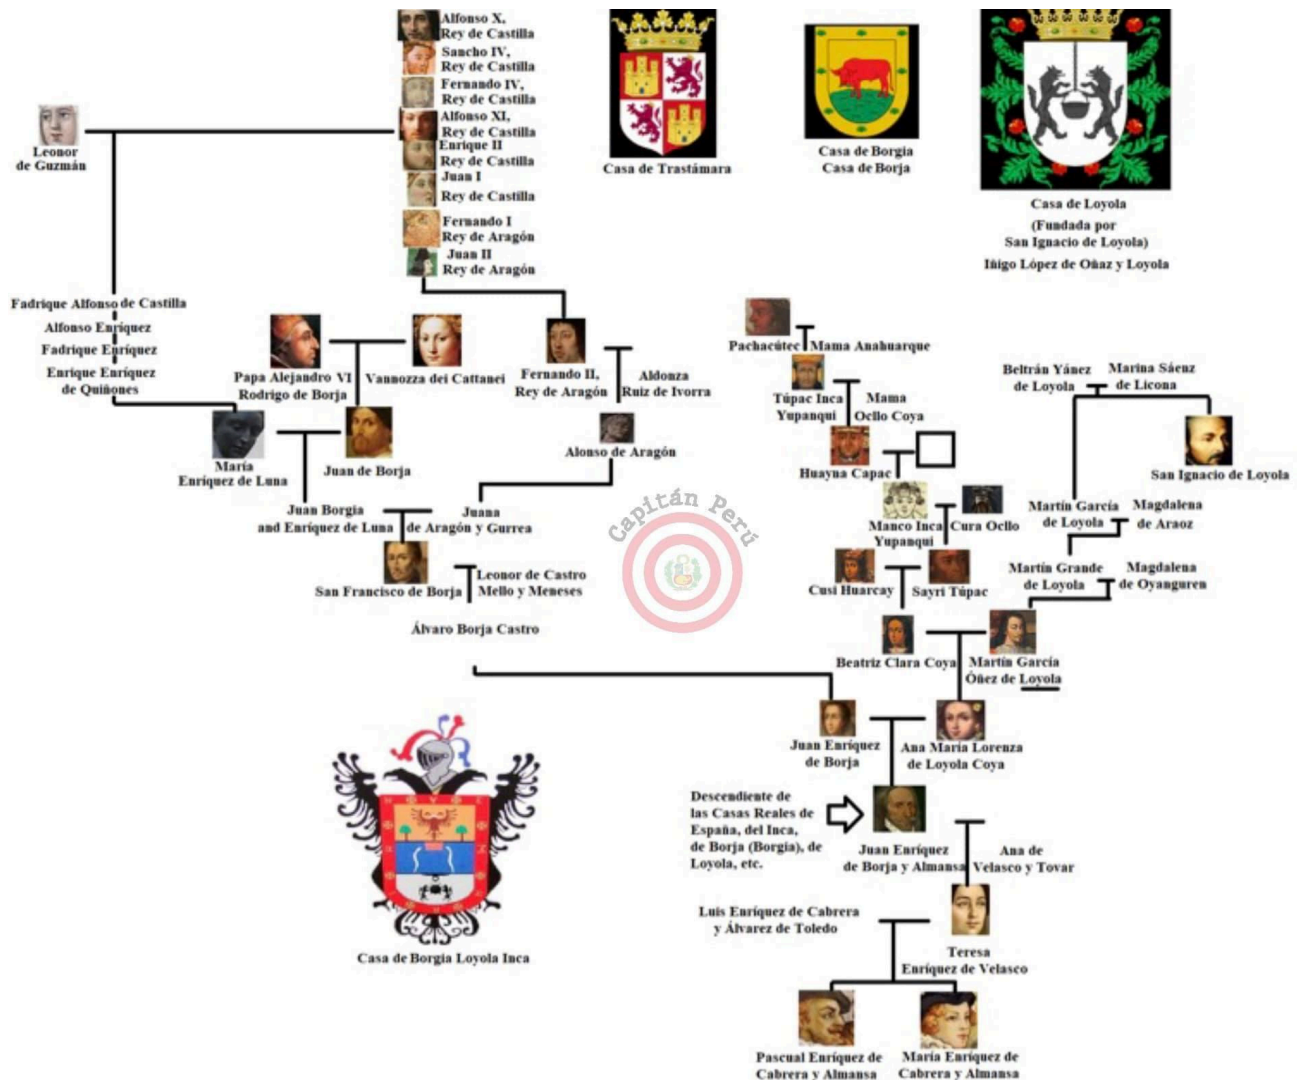 Alfonso X,
Rey de Castilla
Sancho IV,
Rey de Castilla
Fernando IV,
Rey de Castilla
Alfonso XI,
Rey de Castilla
Enrique II
Rey de Castilla
Juan I
Rey de Castilla
Fernando I
Rey de Aragón
Juan II
Rey de Aragón
Leonor
de Guzmán
Casa de Trastámara
Casa de Borgia
Casa de Borja
Casa de Loyola
(Fundada por
San Ignacio de Loyola)
Iñigo López de Oñaz y Loyola
Fadrique Alfonso de Castilla
Alfonso Enríquez
Fadrique Enríquez
Enrique Enríquez
de Quiñones
Papa Alejandro VI
Rodrigo de Borja
Vannozza dei Cattanei
Fernando II,
Rey de Aragón
Aldonza
Ruiz de Ivorra
Pachacútec
Mama Anahuarque
Túpac Inca
Yupanqui
Mama
Ocllo Coya
Beltrán Yánez
de Loyola
Marina Sáenz
de Licona
María
Enríquez de Luna
Juan de Borja
Alonso de Aragón
Huayna Capac
San Ignacio de Loyola
Juan Borgia
and Enríquez de Luna
Juana
de Aragón y Gurrea
Capitán Perú
Manco Inca
Yupanqui
Cura Ocllo
Martín García
de Loyola
Magdalena
de Araoz
San Francisco de Borja
Leonor de Castro
Mello y Meneses
Cusi Huarcay
Sayri Túpac
Martín Grande
de Loyola
Magdalena
de Oyanguren
Álvaro Borja Castro
Beatriz Clara Coya
Martín García
Óñez de Loyola
Juan Enríquez
de Borja
Ana María Lorenza
de Loyola Coya
Descendiente de
las Casas Reales de
España, del Inca,
de Borja (Borgia), de
Loyola, etc.
Juan Enríquez
de Borja y Almansa
Ana de
Velasco y Tovar
Luis Enríquez de Cabrera
y Álvarez de Toledo
Teresa
Enríquez de Velasco
Casa de Borgia Loyola Inca
Pascual Enríquez de
Cabrera y Almansa
María Enríquez de
Cabrera y Almansa